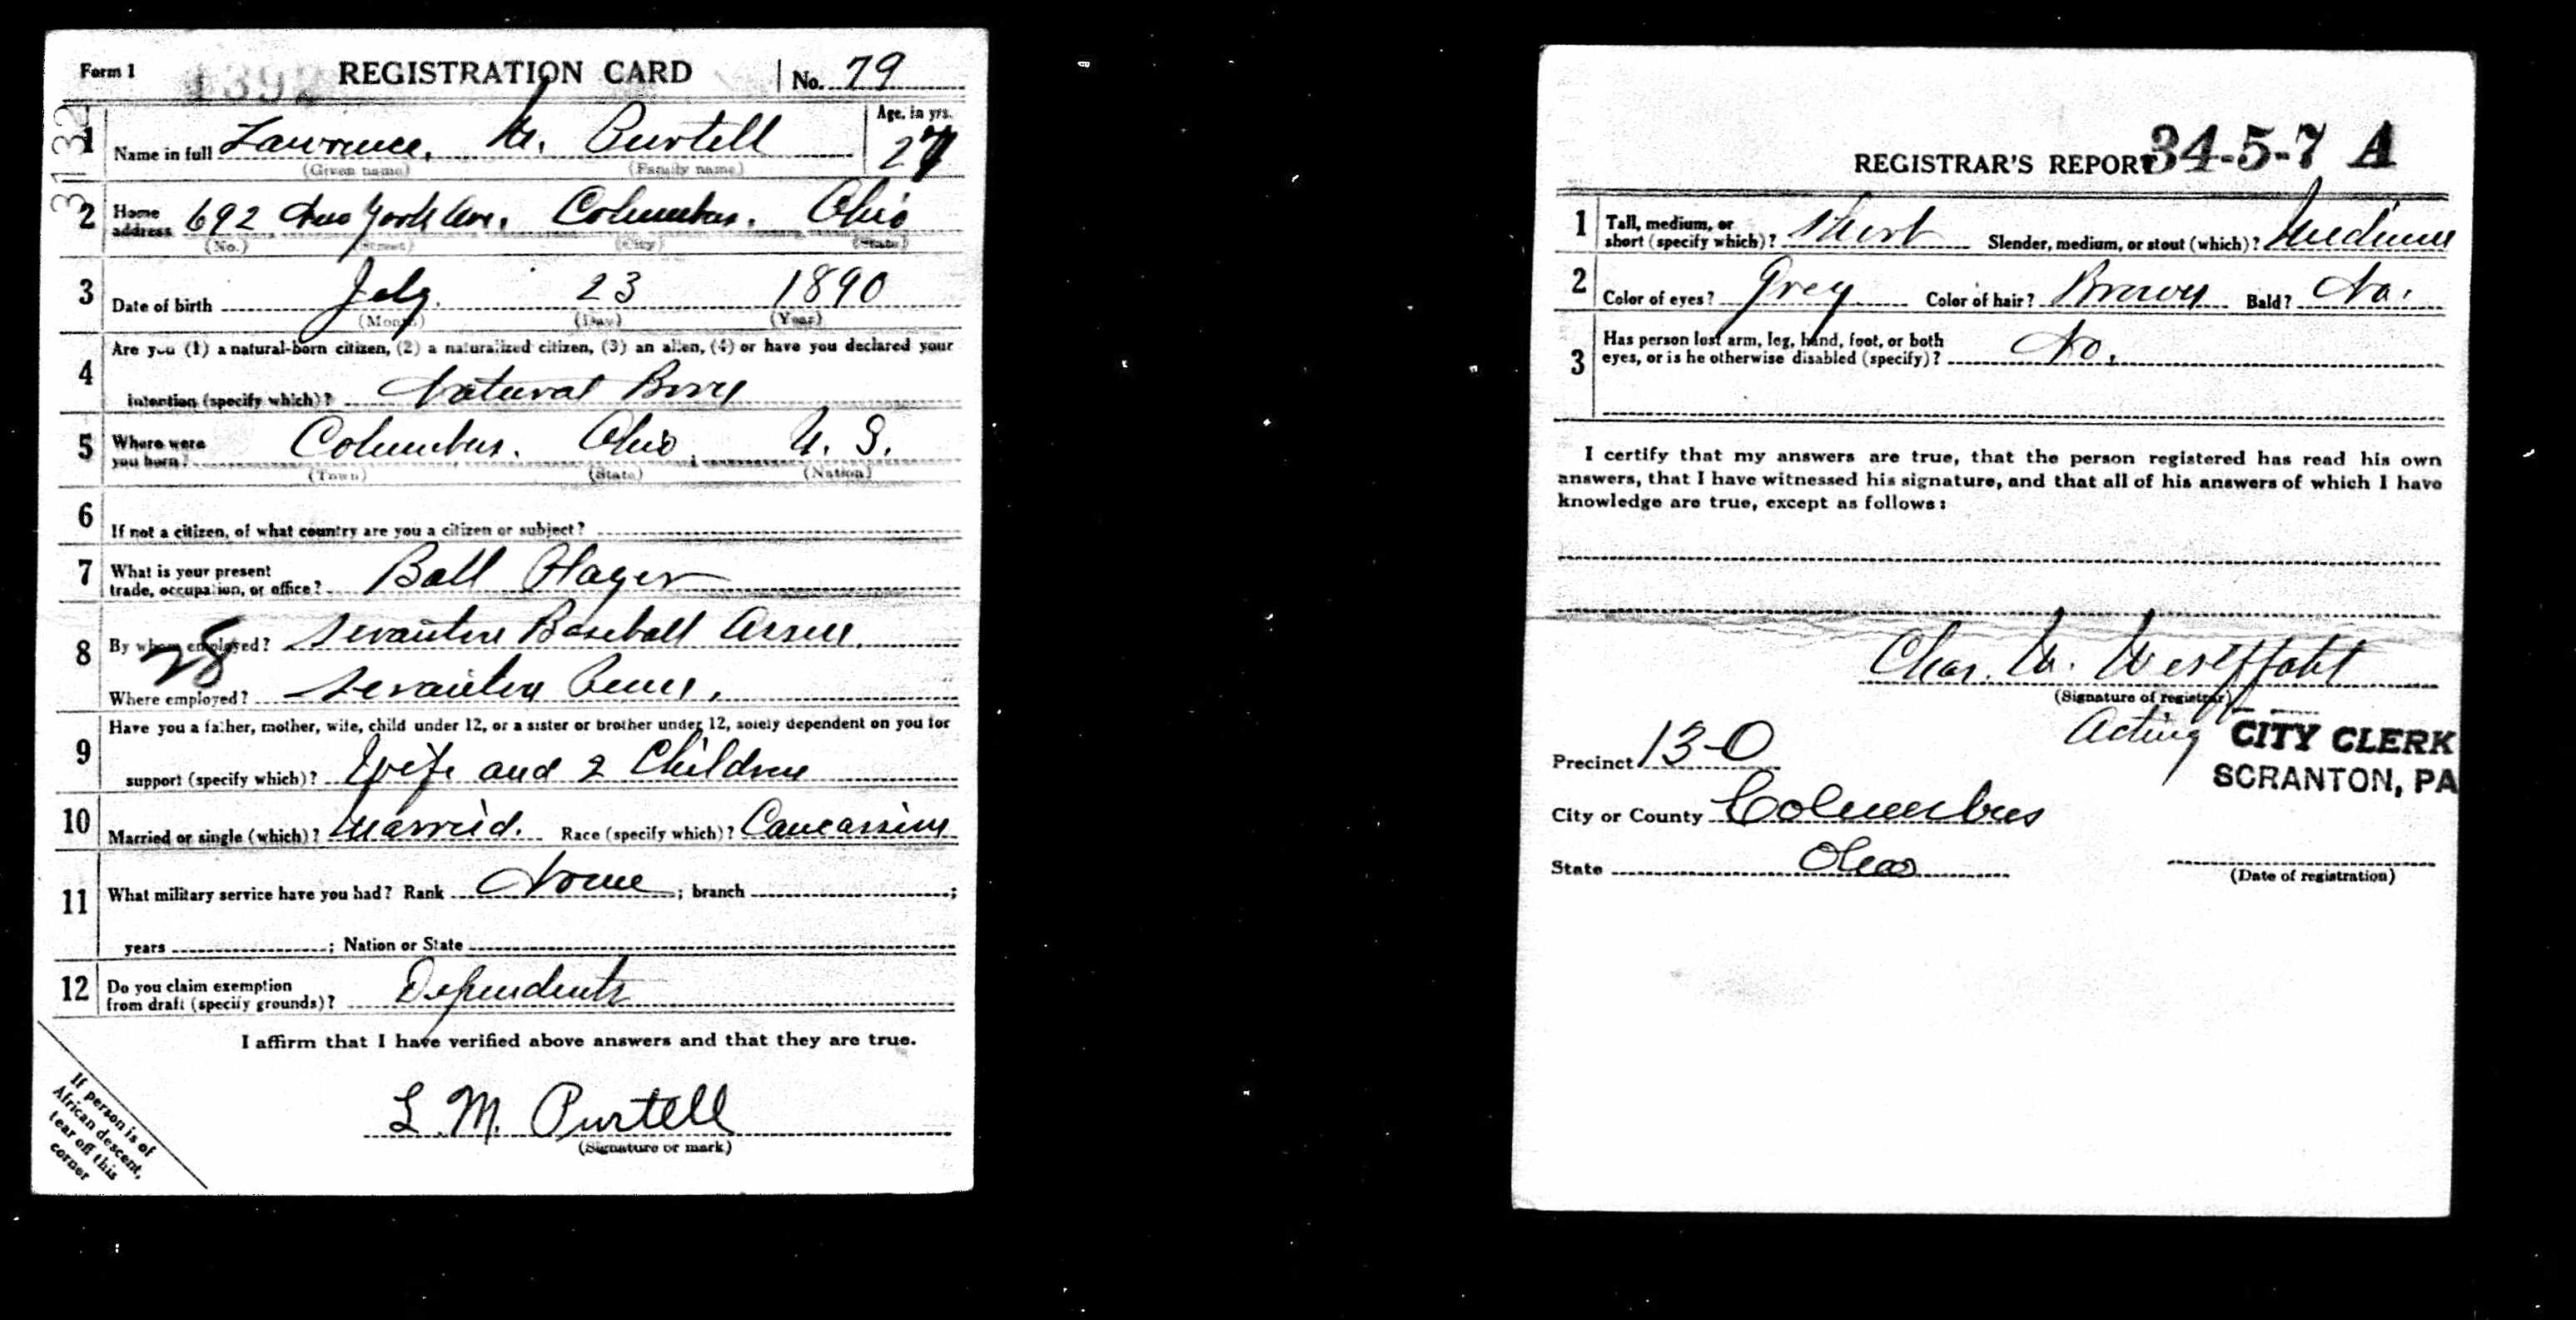 Form 1 1392 REGISTRATION CARD No. 79
31 32
1 Name in full Lawrence, M. Purtell Age, in yrs. 27
(Given name) (Family name)
2 Home address 692 New York Ave. Columbus. Ohio
(No.) (Street) (City) (State)
3 Date of birth July. 23 1890
(Month) (Day) (Year)
4 Are you (1) a natural-born citizen, (2) a naturalized citizen, (3) an alien, (4) or have you declared your
intention (specify which)? Natural Born
5 Where were you born? Columbus. Ohio. U. S.
(Town) (State) (Nation)
6 If not a citizen, of what country are you a citizen or subject?
7 What is your present
trade, occupation, or office? Ball Player
8 By whom employed? Scranton Baseball Assn.
28
Where employed? Scranton Penn.
9 Have you a father, mother, wife, child under 12, or a sister or brother under 12, solely dependent on you for
support (specify which)? Wife and 2 Children
10 Married or single (which)? Married. Race (specify which)? Caucassian
11 What military service have you had? Rank None ; branch ;
years ; Nation or State
12 Do you claim exemption
from draft (specify grounds)? Dependents
I affirm that I have verified above answers and that they are true.
L. M. Purtell
(Signature or mark)
If person is of
African descent,
tear off this
corner
REGISTRAR'S REPORT 34-5-7 A
1 Tall, medium, or
short (specify which)? Short Slender, medium, or stout (which)? Medium
2 Color of eyes? Grey Color of hair? Brown Bald? No.
3 Has person lost arm, leg, hand, foot, or both
eyes, or is he otherwise disabled (specify)? No.
I certify that my answers are true, that the person registered has read his own
answers, that I have witnessed his signature, and that all of his answers of which I have
knowledge are true, except as follows:
Chas. W. Westpfahl
(Signature of registrar)
Acting CITY CLERK
SCRANTON, PA
Precinct 13-O
City or County Columbus
State Ohio
(Date of registration)